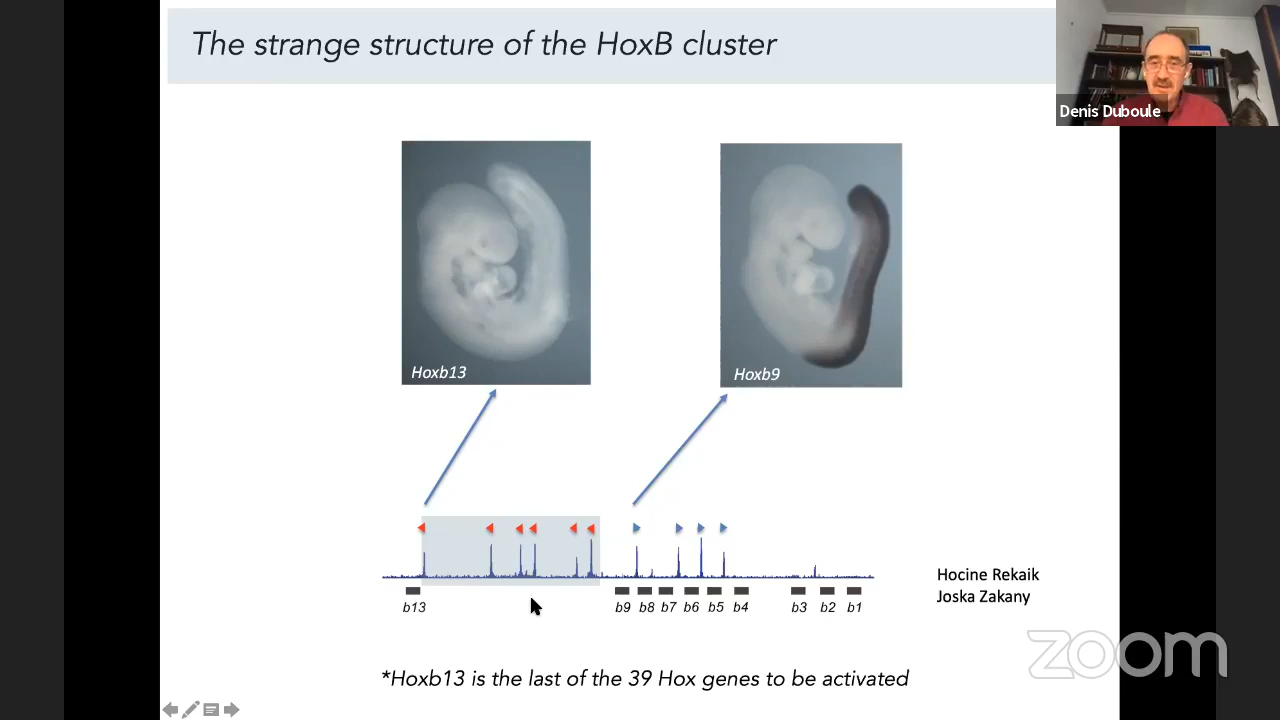 The strange structure of the HoxB cluster
Denis Duboule
Hoxb13
Hoxb9
b13
b9 b8 b7 b6 b5 b4 b3 b2 b1
Hocine Rekaik
Joska Zakany
zoom
*Hoxb13 is the last of the 39 Hox genes to be activated